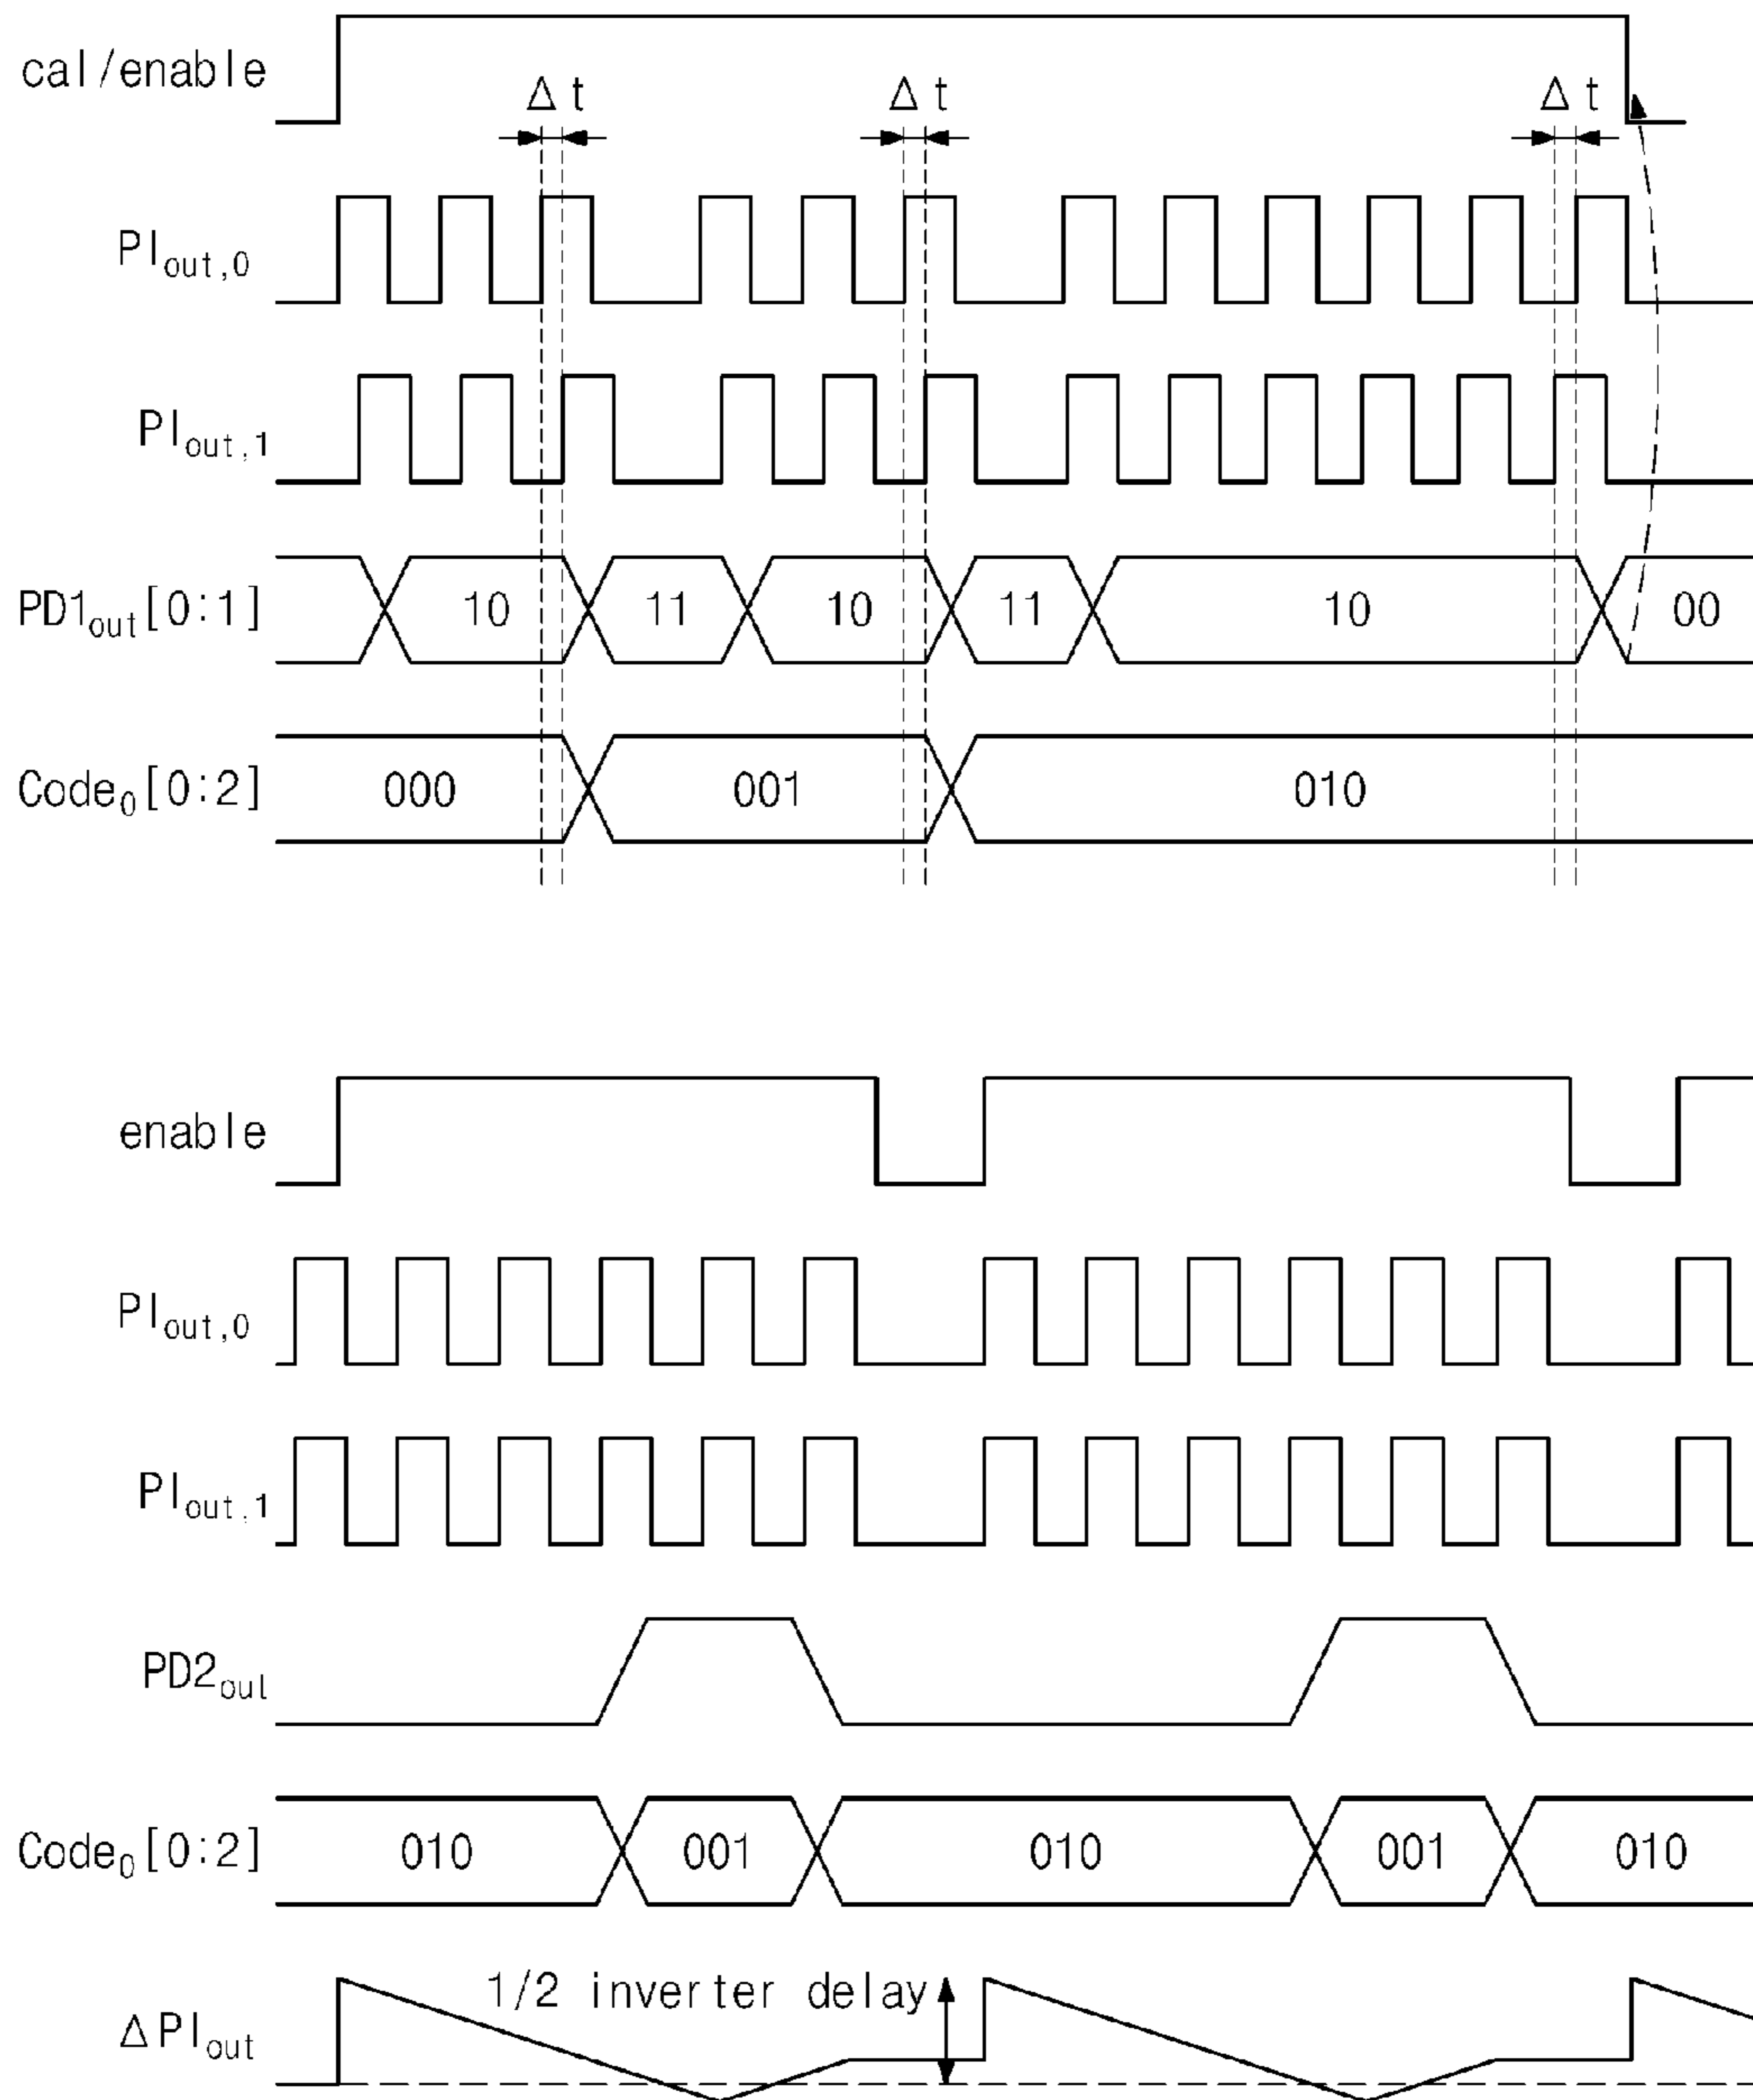 cal/enable
Δt Δt Δt
PIout,0
PIout,1
PD1out[0:1] 10 11 10 11 10 00
Code0[0:2] 000 001 010
enable
PIout,0
PIout,1
PD2out
Code0[0:2] 010 001 010 001 010
1/2 inverter delay
ΔPIout